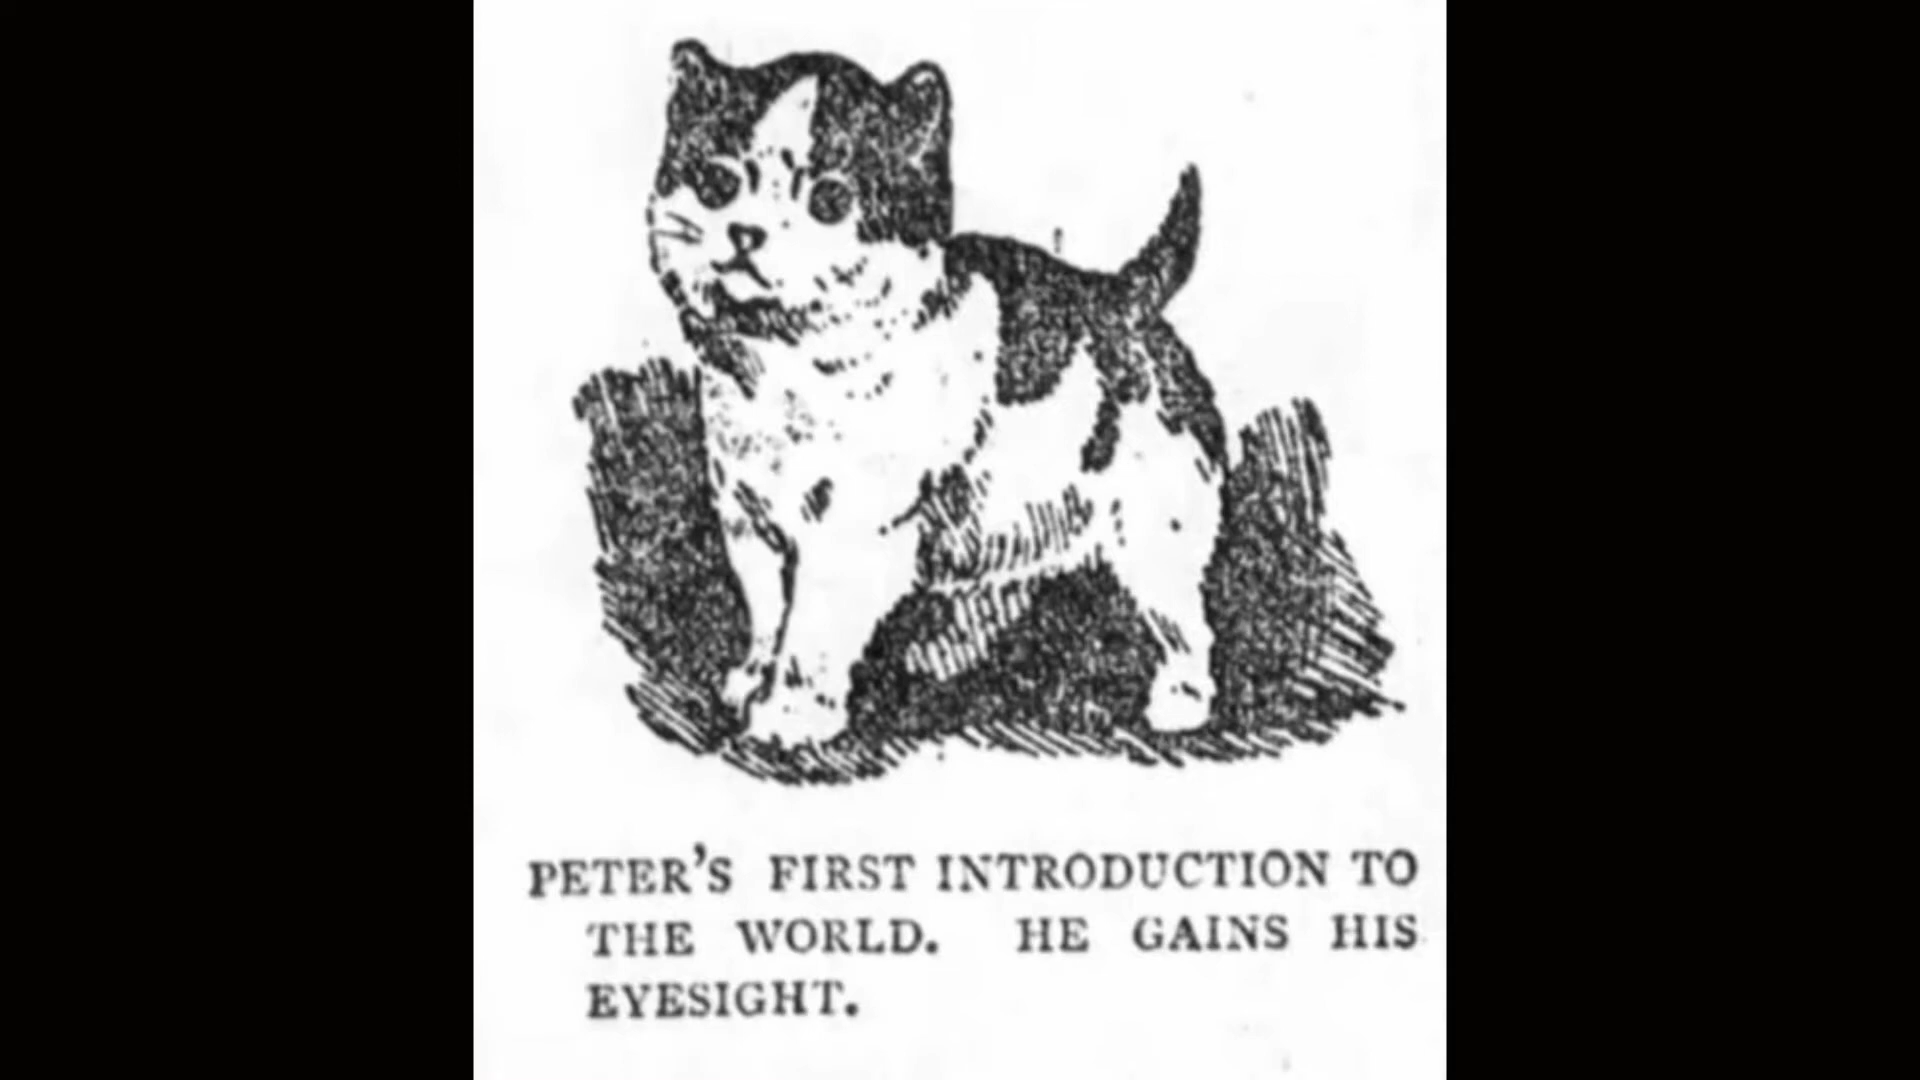 PETER'S FIRST INTRODUCTION TO
THE WORLD. HE GAINS HIS
EYESIGHT.